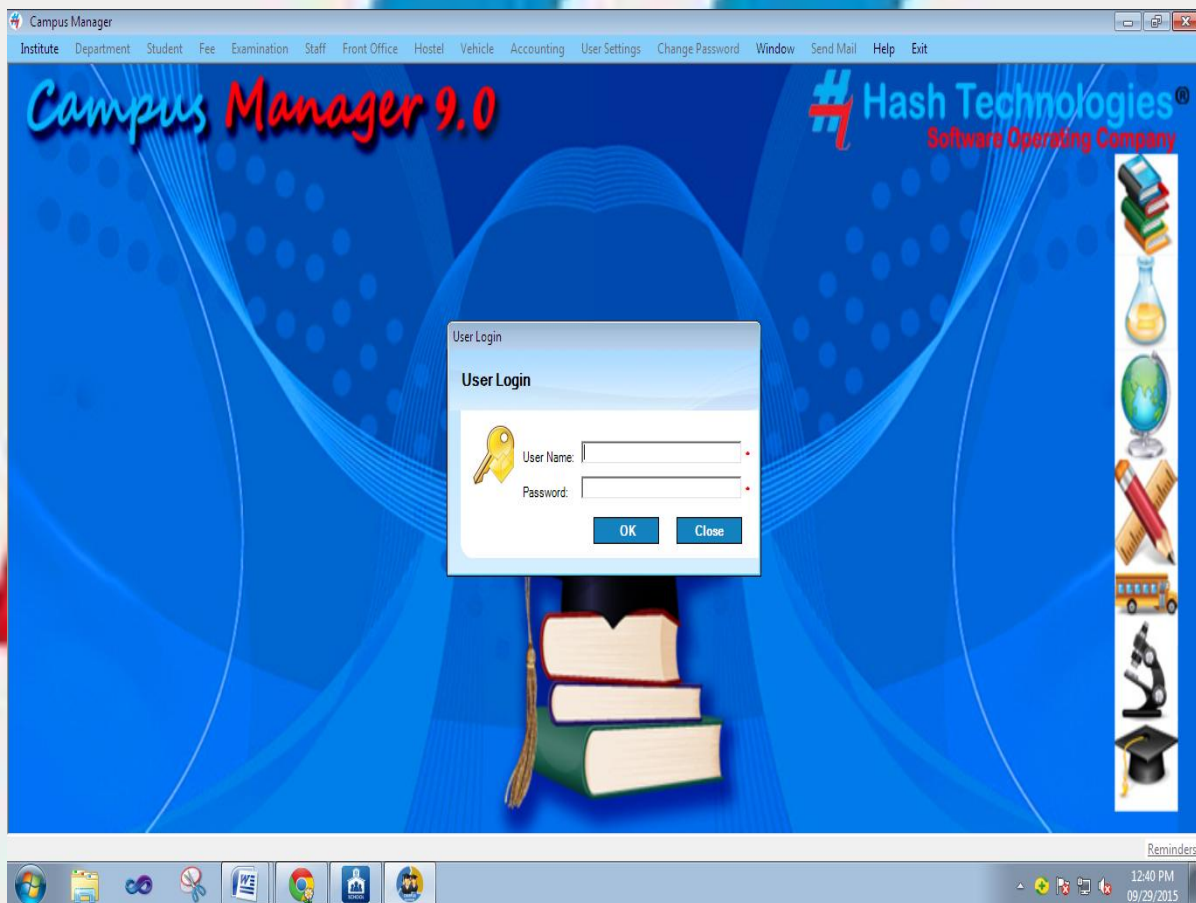 Campus Manager
Institute Department Student Fee Examination Staff Front Office Hostel Vehicle Accounting User Settings Change Password Window Send Mail Help Exit
Campus Manager 9.0
Hash Technologies®
Software Operating Company
User Login
User Login
User Name:
Password:
OK Close
Reminders
SCHOOL
12:40 PM
09/29/2015